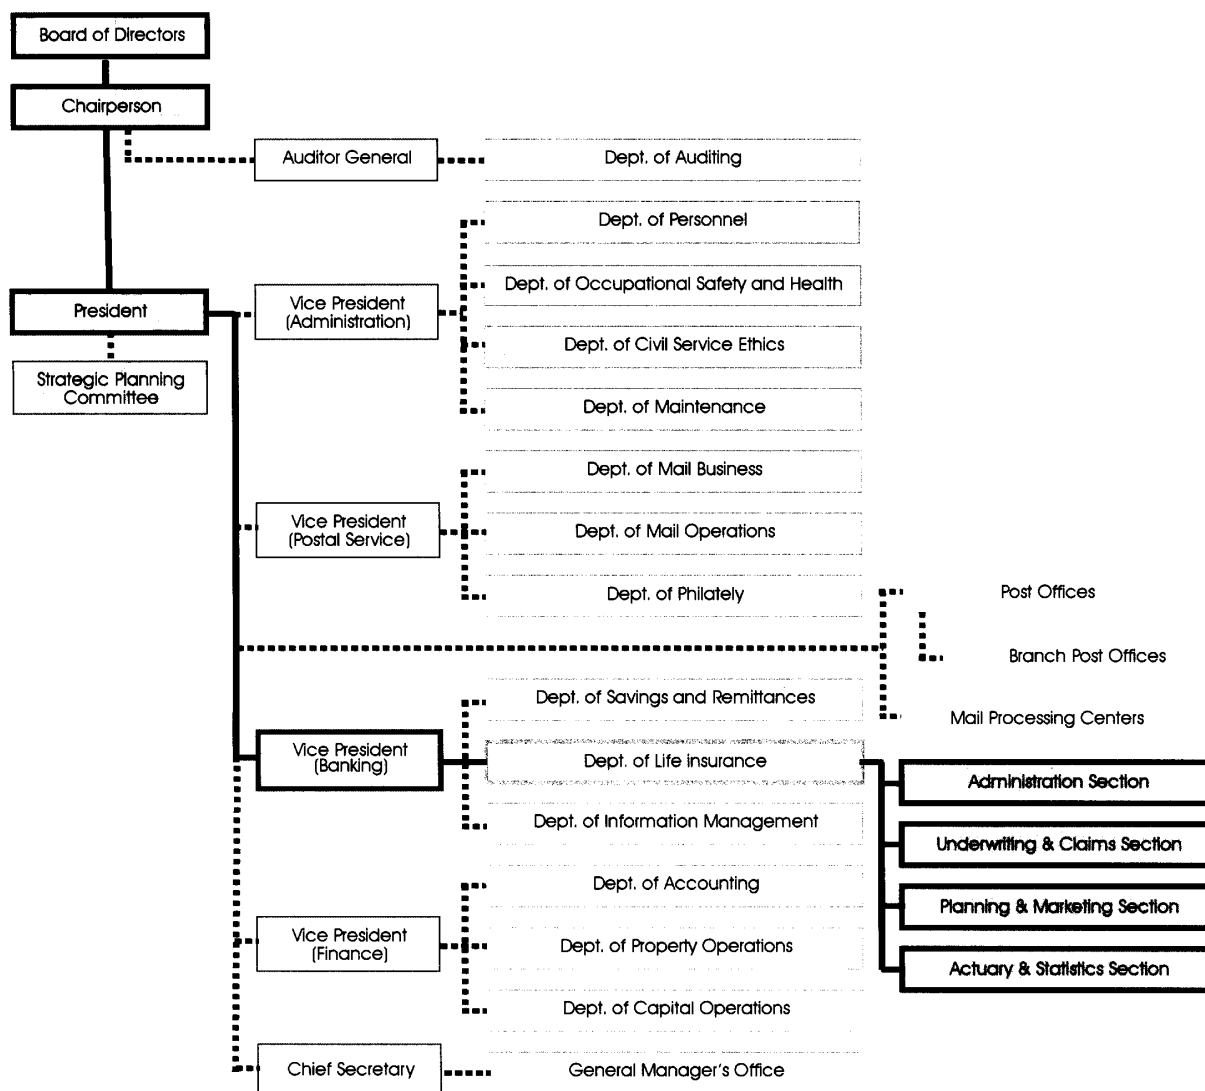 Board of Directors
Chairperson
Auditor General
Dept. of Auditing
Dept. of Personnel
Dept. of Occupational Safety and Health
President
Vice President
(Administration)
Dept. of Civil Service Ethics
Strategic Planning
Committee
Dept. of Maintenance
Dept. of Mail Business
Vice President
(Postal Service)
Dept. of Mail Operations
Dept. of Philately
Post Offices
Branch Post Offices
Mail Processing Centers
Dept. of Savings and Remittances
Vice President
(Banking)
Dept. of Life insurance
Administration Section
Dept. of Information Management
Underwriting & Claims Section
Dept. of Accounting
Planning & Marketing Section
Vice President
(Finance)
Dept. of Property Operations
Actuary & Statistics Section
Dept. of Capital Operations
Chief Secretary
General Manager's Office